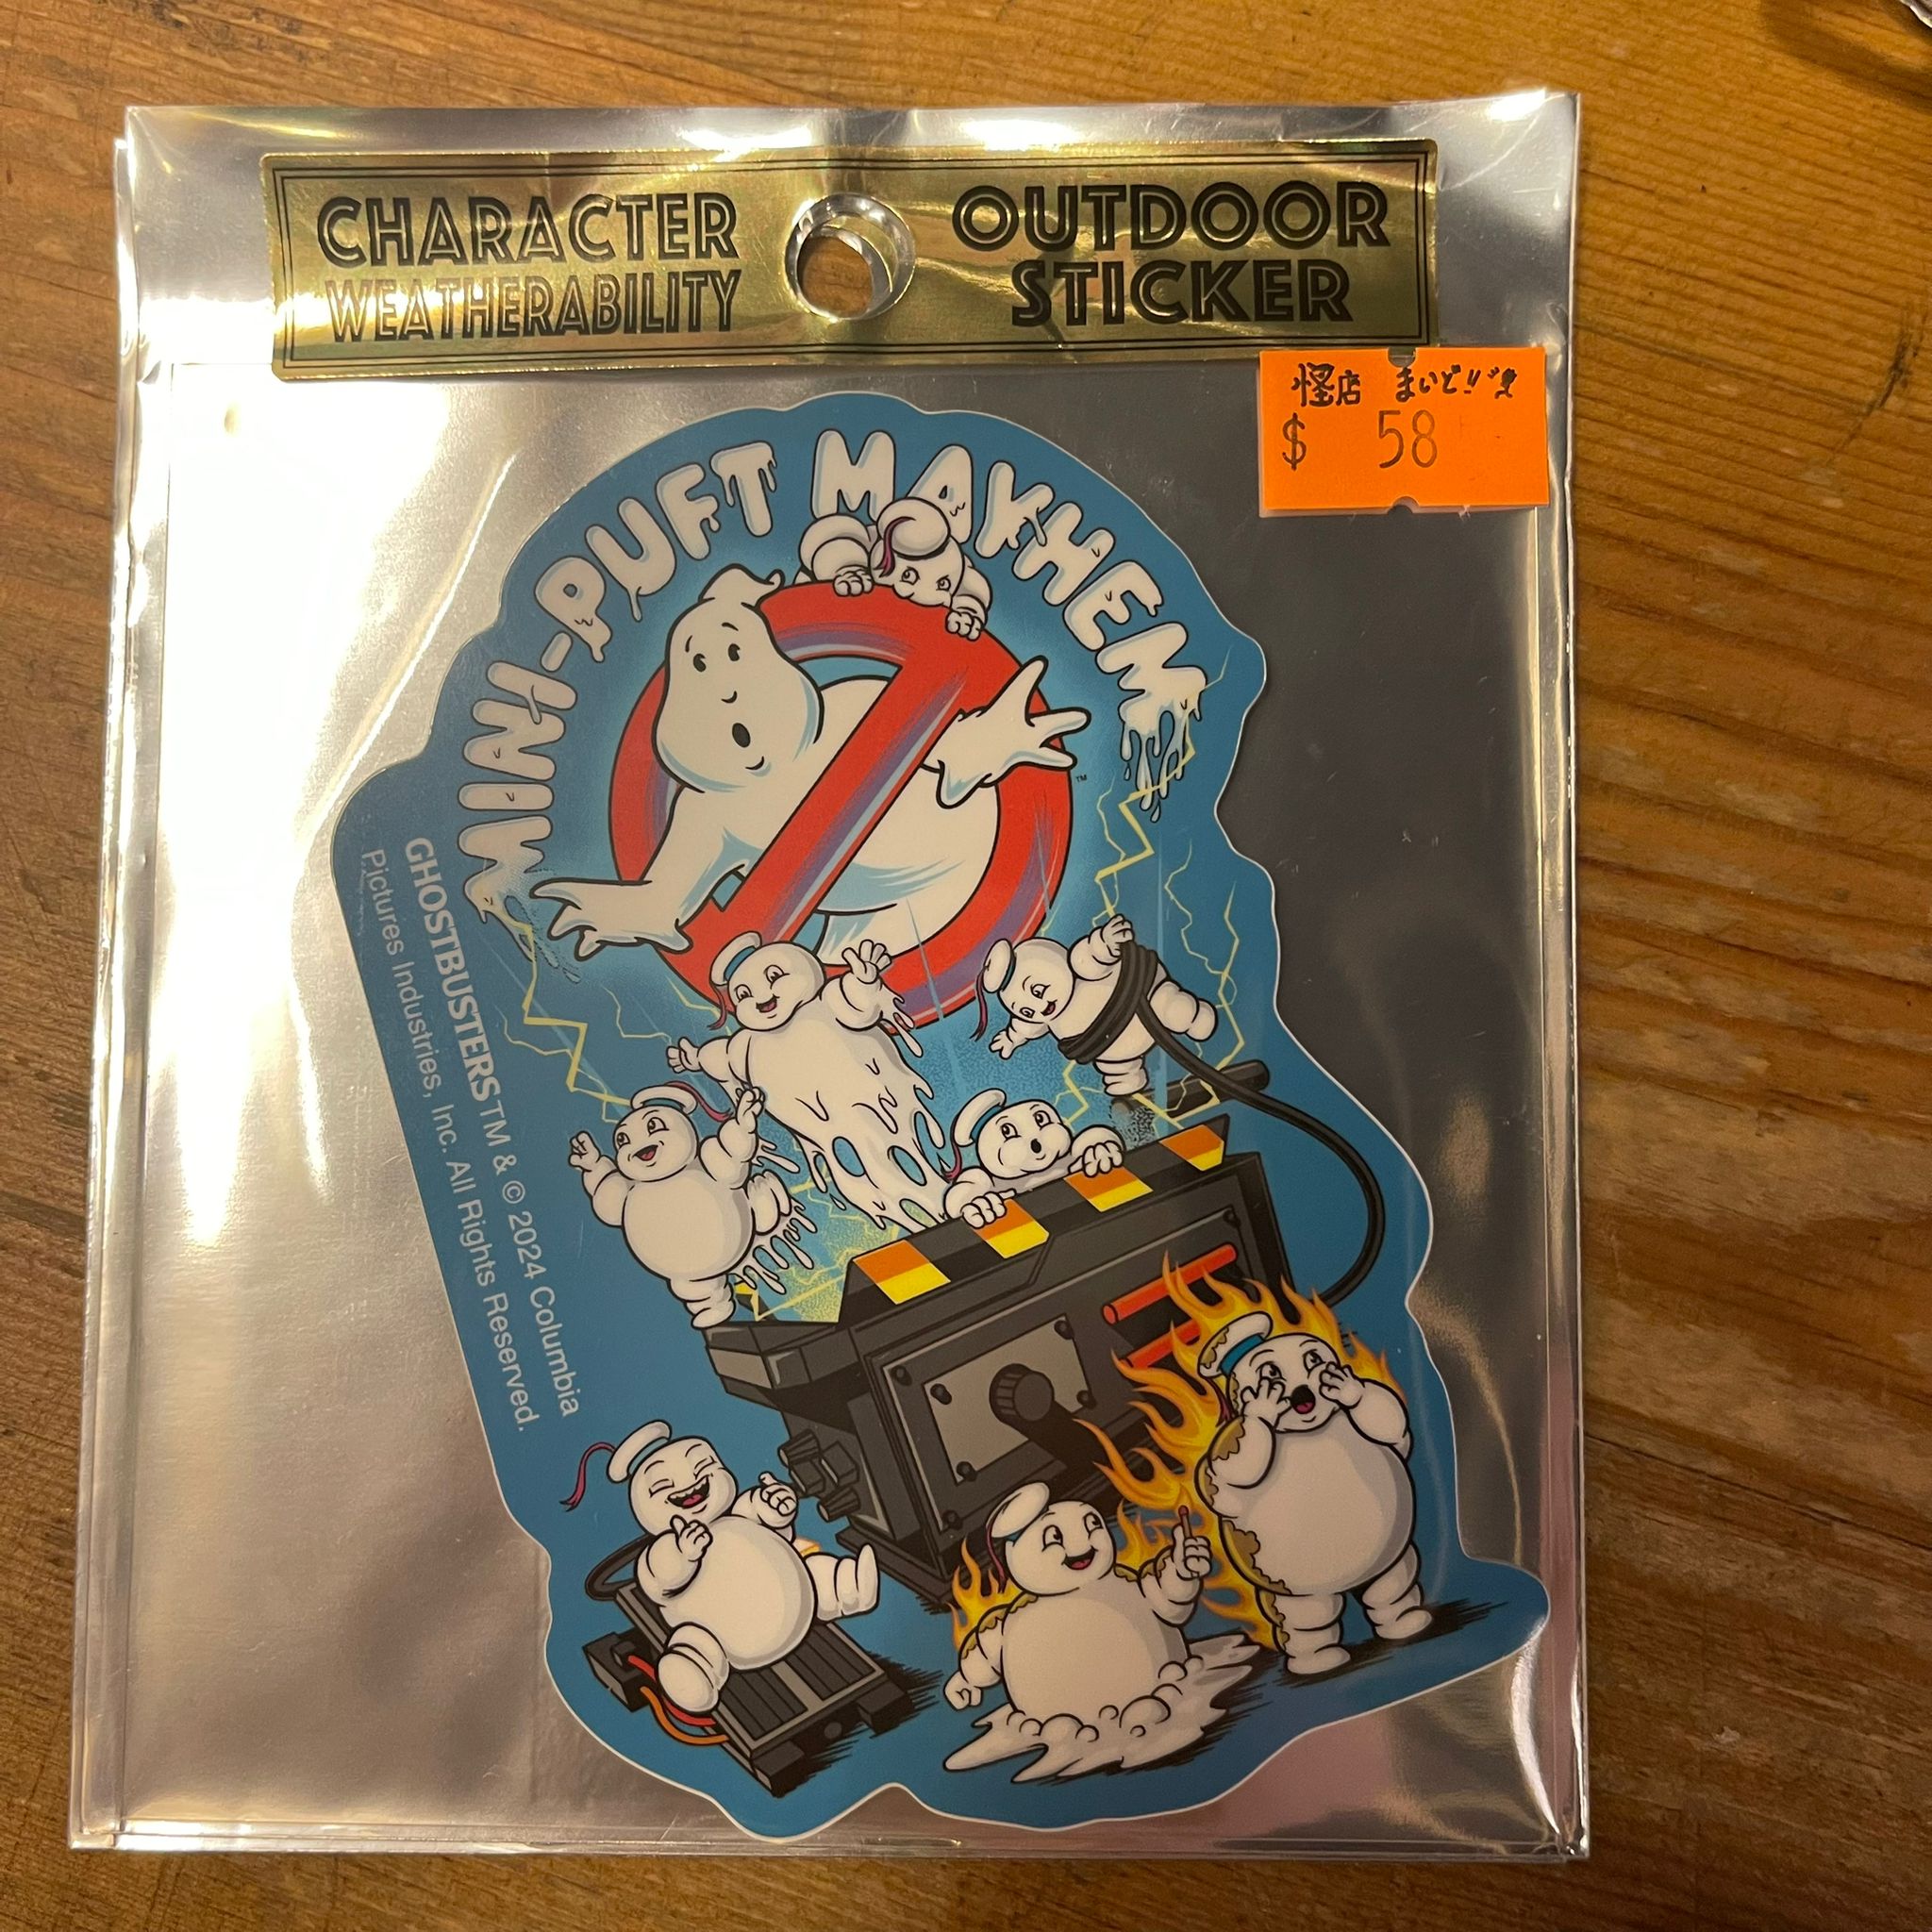 CHARACTER
WEATHERABILITY
OUTDOOR
STICKER
怪店 まいど!!
$ 58
MINI-PUFT MAYHEM
TM
GHOSTBUSTERS™ & © 2024 Columbia
Pictures Industries, Inc. All Rights Reserved.